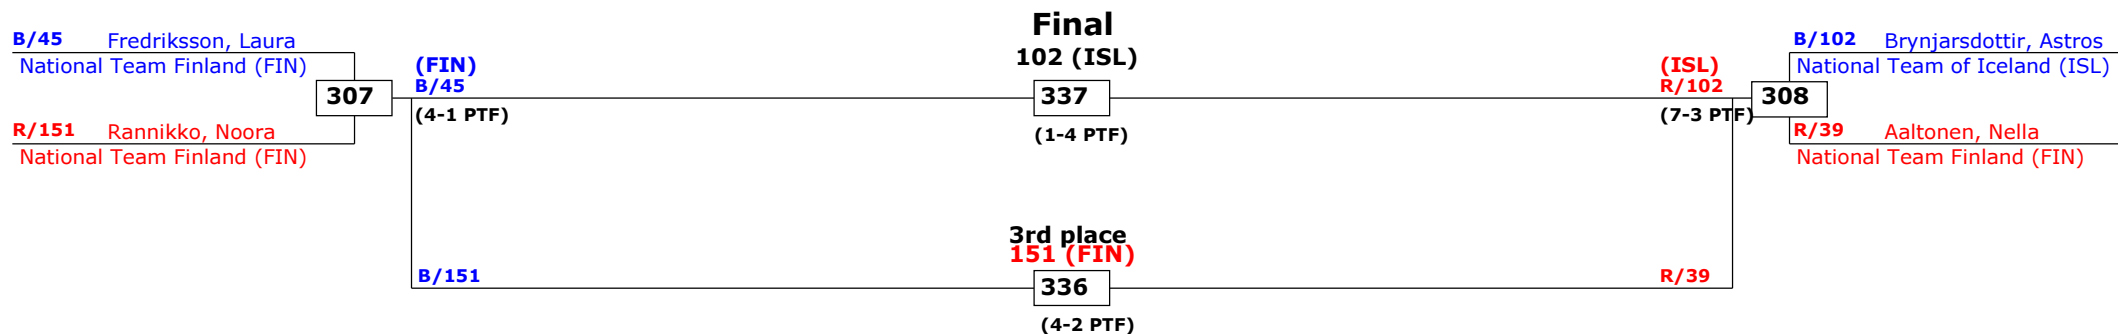 Final
102 (ISL)
B/45 Fredriksson, Laura
National Team Finland (FIN)
307
R/151 Rannikko, Noora
National Team Finland (FIN)
(FIN)
B/45
(4-1 PTF)
337
(1-4 PTF)
(ISL)
R/102
(7-3 PTF)
B/102 Brynjarsdottir, Astros
National Team of Iceland (ISL)
308
R/39 Aaltonen, Nella
National Team Finland (FIN)
3rd place
151 (FIN)
B/151
336
R/39
(4-2 PTF)